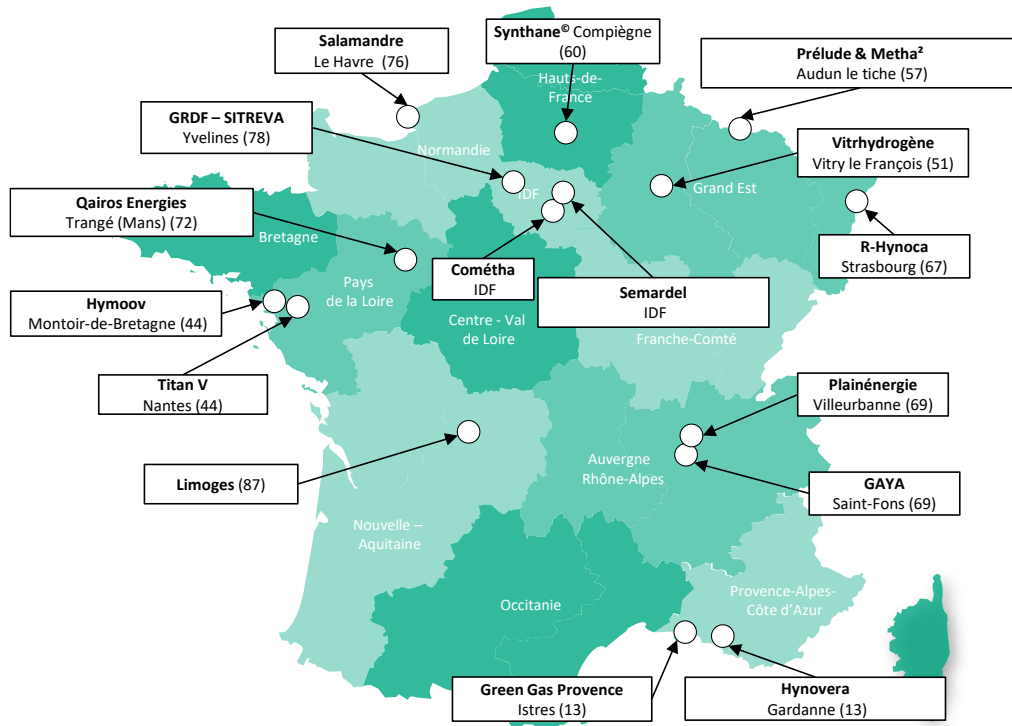 Salamandre
Le Havre (76)
Synthane© Compiègne
(60)
Prélude & Metha²
Audun le tiche (57)
Hauts-de-
France
GRDF – SITREVA
Yvelines (78)
Normandie
Vitrhydrogène
Vitry le François (51)
IDF
Grand Est
Qairos Energies
Trangé (Mans) (72)
Bretagne
R-Hynoca
Strasbourg (67)
Cométha
IDF
Semardel
IDF
Pays
de la Loire
Hymoov
Montoir-de-Bretagne (44)
Centre - Val
de Loire
Franche-Comté
Titan V
Nantes (44)
Plainénergie
Villeurbanne (69)
Limoges (87)
Auvergne
Rhône-Alpes
GAYA
Saint-Fons (69)
Nouvelle –
Aquitaine
Occitanie
Provence-Alpes-
Côte d’Azur
Green Gas Provence
Istres (13)
Hynovera
Gardanne (13)